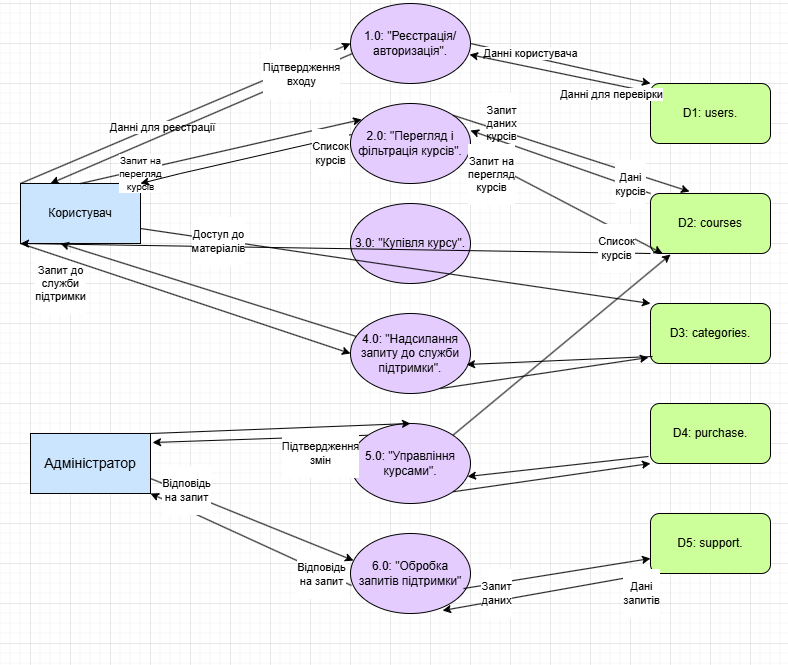 1.0: "Реєстрація/
авторизація".
Підтвердження
входу
Данні користувача
Данні для перевірки
D1: users.
Данні для реєстрації
2.0: "Перегляд і
фільтрація курсів".
Запит
даних
курсів
Список
курсів
Запит на
перегляд
курсів
Запит на
перегляд
курсів
Дані
курсів
Користувач
D2: courses
Доступ до
матеріалів
3.0: "Купівля курсу".
Список
курсів
Запит до
служби
підтримки
4.0: "Надсилання
запиту до служби
підтримки".
D3: categories.
Адміністратор
Підтвердження
змін
5.0: "Управління
курсами".
D4: purchase.
Відповідь
на запит
6.0: "Обробка
запитів підтримки"
Відповідь
на запит
D5: support.
Запит
даних
Дані
запитів